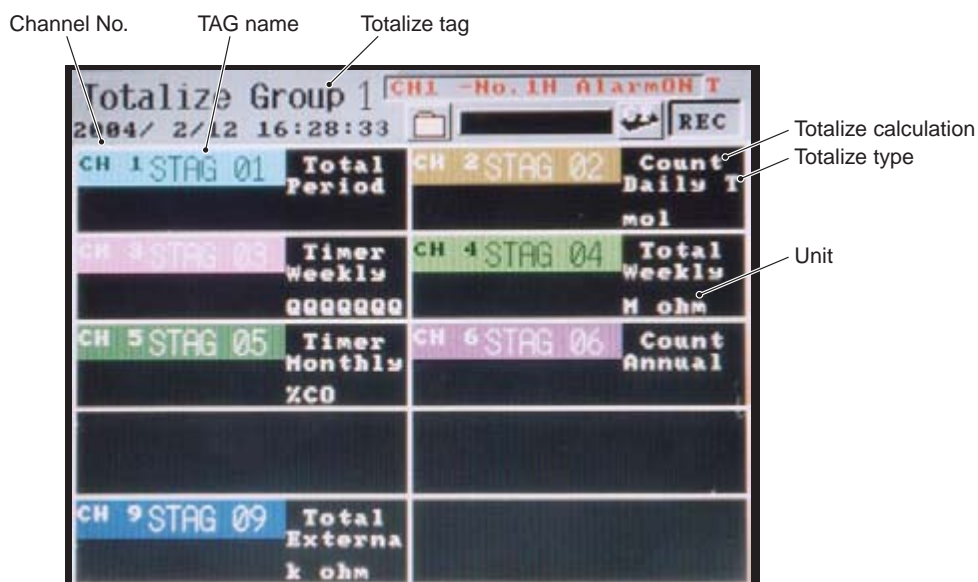 Channel No. TAG name Totalize tag
Totalize Group 1 CH1 -No.1H AlarmON T
2004/ 2/12 16:28:33 REC
Totalize calculation
Totalize type
CH 1 STAG 01 Total
Period
CH 2 STAG 02 Count
Daily T
mol
CH 3 STAG 03 Timer
Weekly
QQQQQQQ
CH 4 STAG 04 Total
Weekly
M ohm
Unit
CH 5 STAG 05 Timer
Monthly
%CO
CH 6 STAG 06 Count
Annual
CH 9 STAG 09 Total
Externa
k ohm